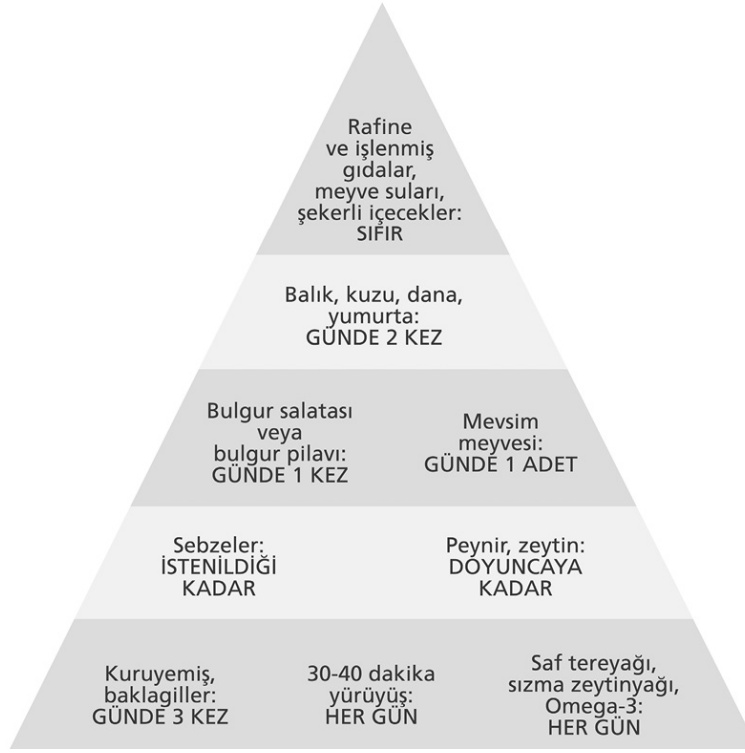 Rafine
ve işlenmiş
gıdalar,
meyve suları,
şekerli içecekler:
SIFIR
Balık, kuzu, dana,
yumurta:
GÜNDE 2 KEZ
Bulgur salatası
veya
bulgur pilavı:
GÜNDE 1 KEZ
Mevsim
meyvesi:
GÜNDE 1 ADET
Sebzeler:
İSTENİLDİĞİ
KADAR
Peynir, zeytin:
DOYUNCAYA
KADAR
Kuruyemiş,
baklagiller:
GÜNDE 3 KEZ
30-40 dakika
yürüyüş:
HER GÜN
Saf tereyağı,
sızma zeytinyağı,
Omega-3:
HER GÜN